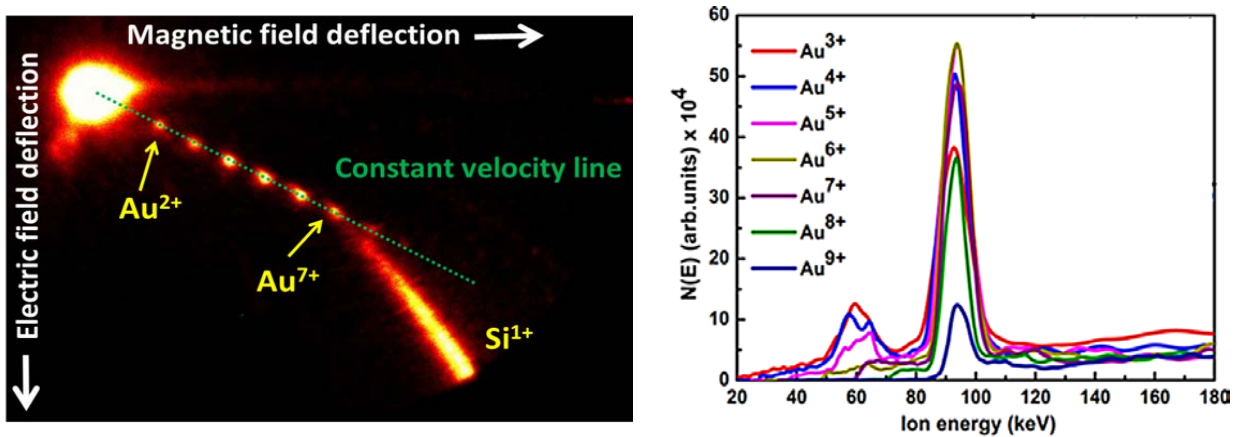 Magnetic field deflection
Electric field deflection
Constant velocity line
Au2+
Au7+
Si1+
N(E) (arb.units) × 10⁴
60
50
40
30
20
10
0
Au3+
Au4+
Au5+
Au6+
Au7+
Au8+
Au9+
20 40 60 80 100 120 140 160 180
Ion energy (keV)